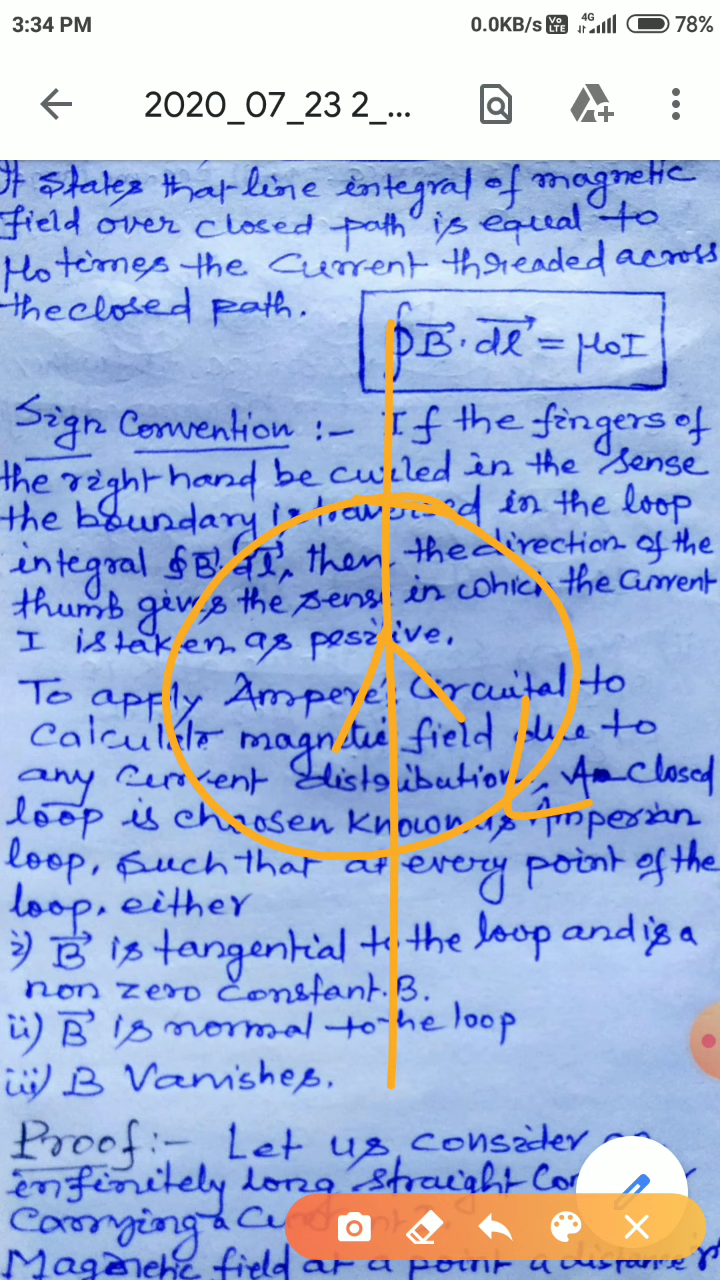 3:34 PM 0.0KB/s Vo LTE 4G 78%
2020_07_23 2_...
It states that line integral of magnetic
field over closed path is equal to
μo times the current threaded across
the closed path.
∮B⃗·dl⃗ = μoI
Sign Convention :- If the fingers of
the right hand be curled in the sense
the boundary is traversed in the loop
integral ∮B⃗.dl⃗, then the direction of the
thumb gives the sense in which the current
I is taken as positive.
To apply Ampere's Circuital to
Calculate magnetic field due to
any current distribution, A Closed
loop is choosen known as Amperian
loop, such that at every point of the
loop, either
i) B⃗ is tangential to the loop and is a
non zero constant B.
ii) B⃗ is normal to the loop
iii) B Vanishes.
Proof:- Let us consider an
infinitely long straight
Carrying a
Magnetic field at a point a distance